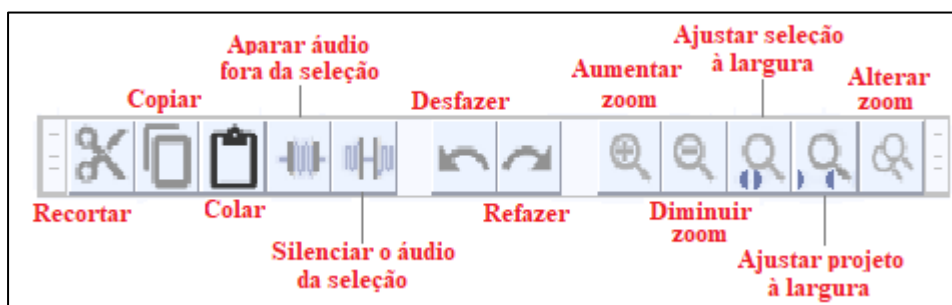 Aparar áudio
fora da seleção
Ajustar seleção
à largura
Copiar
Desfazer
Aumentar
zoom
Alterar
zoom
Recortar
Colar
Refazer
Diminuir
zoom
Silenciar o áudio
da seleção
Ajustar projeto
à largura